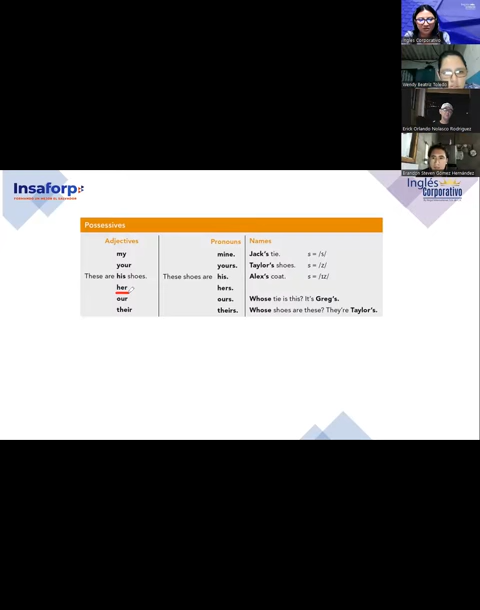 Inglés Corporativo
Wendy Beatriz Toledo
Erick Orlando Nolasco Rodriguez
Brandon Steven Gómez Hernández
Insaforp
Inglés
Corporativo
Possessives
Adjectives Pronouns Names
my mine. Jack's tie. s = /s/
your yours. Taylor's shoes. s = /z/
These are his shoes. These shoes are his. Alex's coat. s = /ɪz/
her hers.
our ours. Whose tie is this? It's Greg's.
their theirs. Whose shoes are these? They're Taylor's.